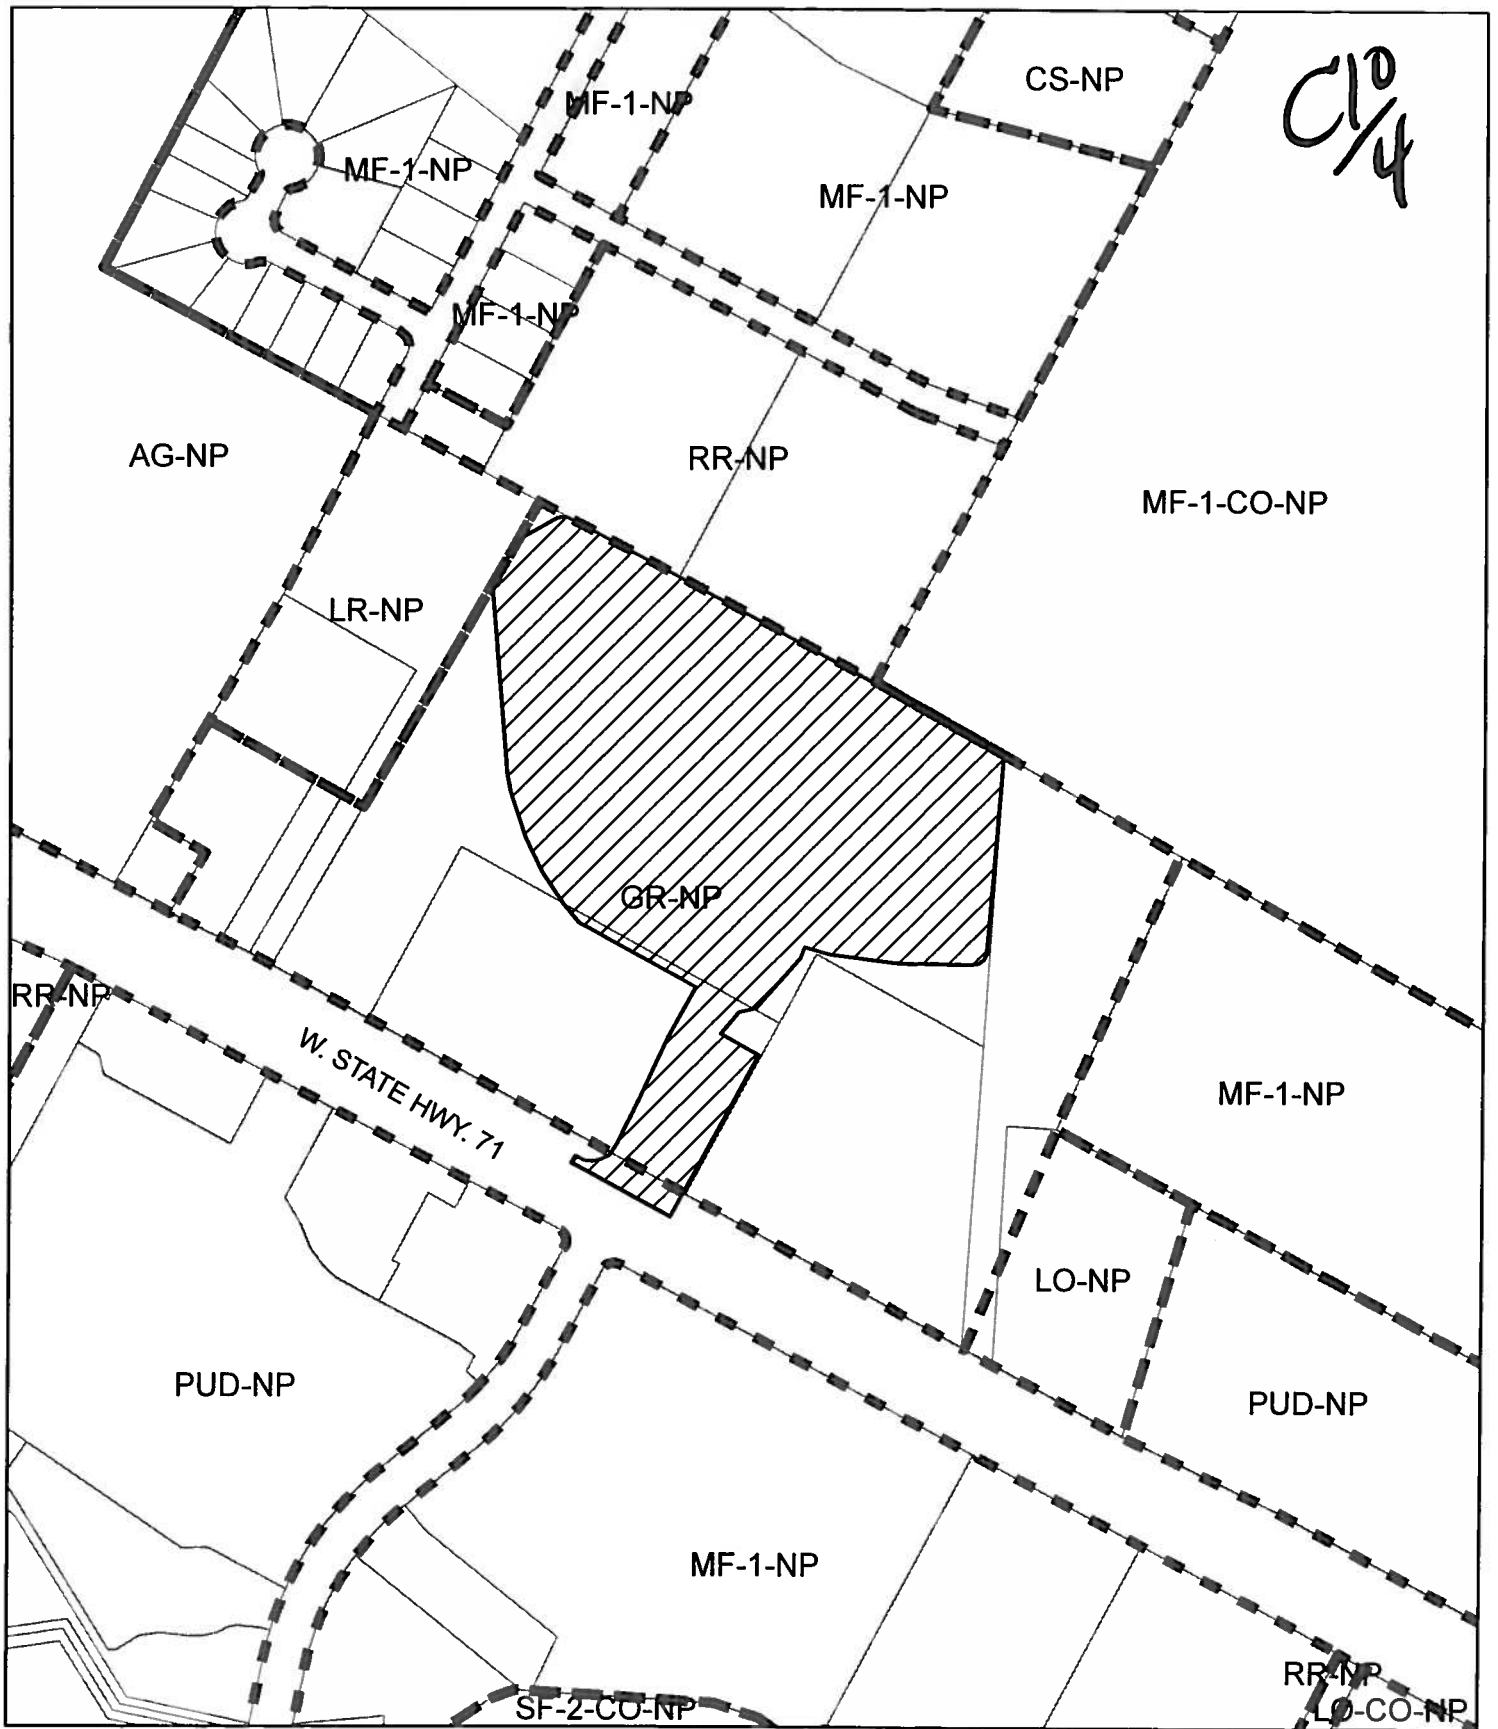 CS-NP
C10/4
MF-1-NP
MF-1-NP
MF-1-NP
MF-1-NP
AG-NP
RR-NP
MF-1-CO-NP
LR-NP
GR-NP
RR-NP
W. STATE HWY. 71
MF-1-NP
LO-NP
PUD-NP
PUD-NP
MF-1-NP
RR-NP
SF-2-CO-NP
LO-CO-NP